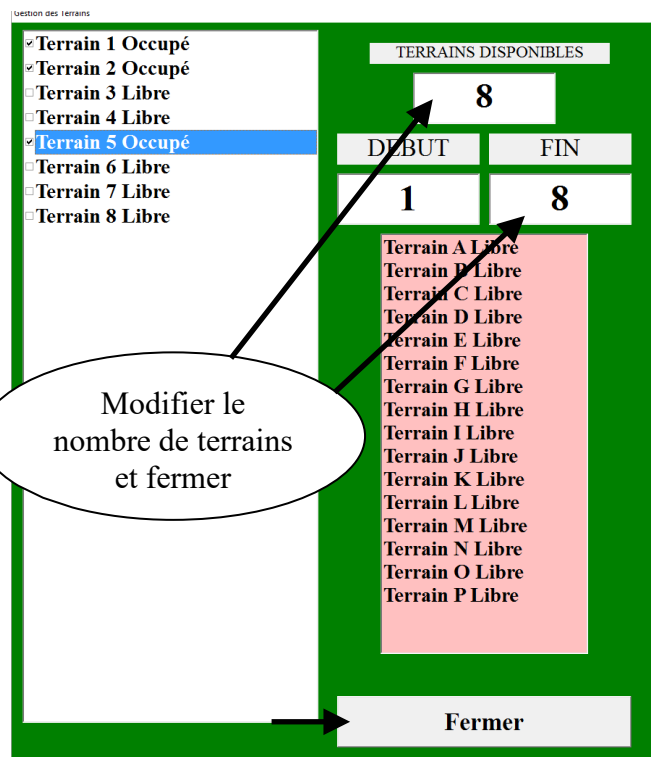 Gestion des Terrains
Terrain 1 Occupé
Terrain 2 Occupé
Terrain 3 Libre
Terrain 4 Libre
Terrain 5 Occupé
Terrain 6 Libre
Terrain 7 Libre
Terrain 8 Libre
TERRAINS DISPONIBLES
8
DEBUT FIN
1 8
Terrain A Libre
Terrain B Libre
Terrain C Libre
Terrain D Libre
Terrain E Libre
Terrain F Libre
Terrain G Libre
Terrain H Libre
Terrain I Libre
Terrain J Libre
Terrain K Libre
Terrain L Libre
Terrain M Libre
Terrain N Libre
Terrain O Libre
Terrain P Libre
Modifier le
nombre de terrains
et fermer
Fermer